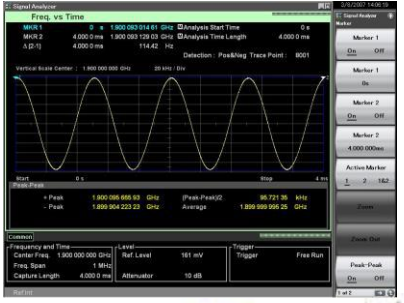 Signal Analyzer
Freq. vs Time
MKR 1 0 s 1.900 093 014 61 GHz Analysis Start Time 0 s
MKR 2 4.000 0 ms 1.900 093 129 03 GHz Analysis Time Length 4.000 0 ms
Δ [2-1] 4.000 0 ms 114.42 Hz
Detection : Pos&Neg Trace Point : 8001
Vertical Scale Center : 1.900 000 000 GHz 20 kHz / Div
Start 0 s Stop 4 ms
Peak-Peak
+ Peak 1.900 095 665 93 GHz (Peak-Peak)/2 95.721 35 kHz
- Peak 1.899 904 223 23 GHz Average 1.899 999 995 25 GHz
Common
Frequency and Time
Center Freq. 1.900 000 000 GHz
Freq. Span 1 MHz
Capture Length 4.000 0 ms
Level
Ref. Level 161 mV
Attenuator 10 dB
Trigger
Trigger Free Run
Ref.Int
3/8/2007 14:06:19
Signal Analyzer
Marker
Marker 1
On Off
Marker 1
0s
Marker 2
On Off
Marker 2
4.000 000ms
Active Marker
1 2 1&2
Zoom
Zoom Out
Peak-Peak
On Off
1 of 2